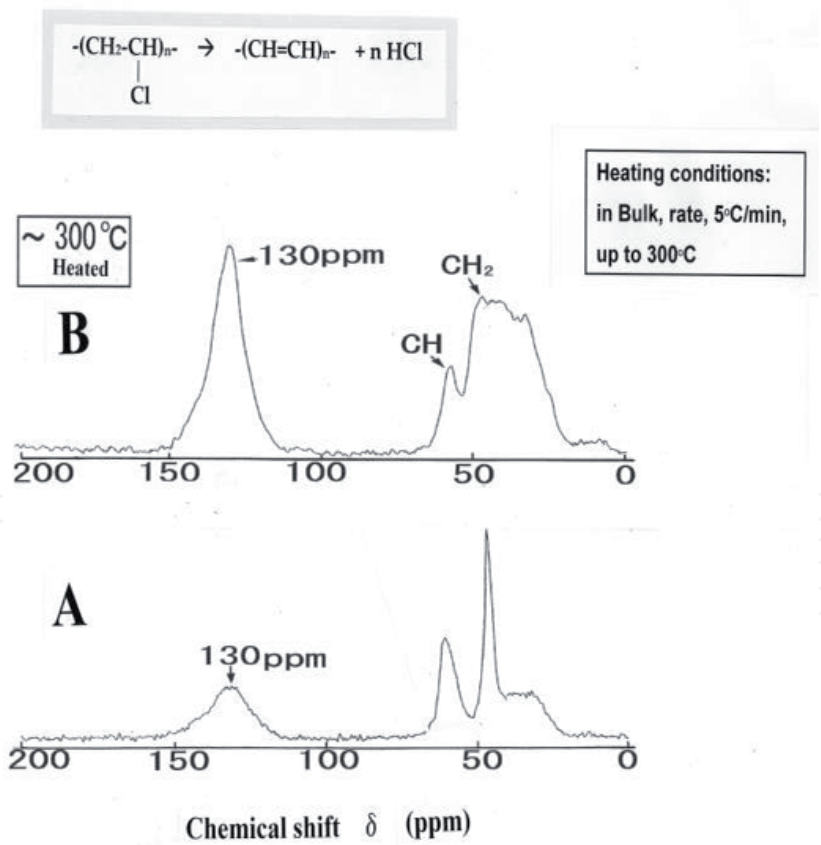 -(CH₂-CH)ₙ- → -(CH=CH)ₙ- + n HCl
Cl
Heating conditions:
in Bulk, rate, 5°C/min,
up to 300°C
~ 300°C
Heated
B
130ppm
CH₂
CH
200 150 100 50 0
A
130ppm
200 150 100 50 0
Chemical shift δ (ppm)